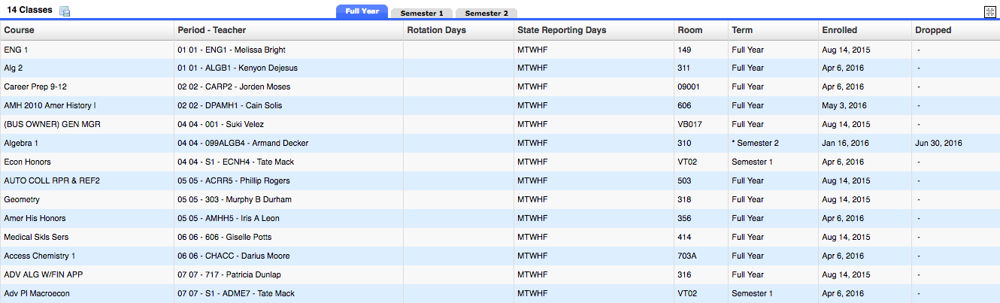 14 Classes Full Year Semester 1 Semester 2
Course Period - Teacher Rotation Days State Reporting Days Room Term Enrolled Dropped
ENG 1 01 01 - ENG1 - Melissa Bright MTWHF 149 Full Year Aug 14, 2015 -
Alg 2 01 01 - ALGB1 - Kenyon Dejesus MTWHF 311 Full Year Apr 6, 2016 -
Career Prep 9-12 02 02 - CARP2 - Jorden Moses MTWHF 09001 Full Year Apr 6, 2016 -
AMH 2010 Amer History I 02 02 - DPAMH1 - Cain Solis MTWHF 606 Full Year May 3, 2016 -
(BUS OWNER) GEN MGR 04 04 - 001 - Suki Velez MTWHF VB017 Full Year Aug 14, 2015 -
Algebra 1 04 04 - 099ALGB4 - Armand Decker MTWHF 310 * Semester 2 Jan 16, 2016 Jun 30, 2016
Econ Honors 04 04 - S1 - ECNH4 - Tate Mack MTWHF VT02 Semester 1 Apr 6, 2016 -
AUTO COLL RPR & REF2 05 05 - ACRR5 - Phillip Rogers MTWHF 503 Full Year Aug 14, 2015 -
Geometry 05 05 - 303 - Murphy B Durham MTWHF 318 Full Year Aug 14, 2015 -
Amer His Honors 05 05 - AMHH5 - Iris A Leon MTWHF 356 Full Year Apr 6, 2016 -
Medical Skls Sers 06 06 - 606 - Giselle Potts MTWHF 414 Full Year Aug 14, 2015 -
Access Chemistry 1 06 06 - CHACC - Darius Moore MTWHF 703A Full Year Apr 6, 2016 -
ADV ALG W/FIN APP 07 07 - 717 - Patricia Dunlap MTWHF 316 Full Year Aug 14, 2015 -
Adv Pl Macroecon 07 07 - S1 - ADME7 - Tate Mack MTWHF VT02 Semester 1 Apr 6, 2016 -